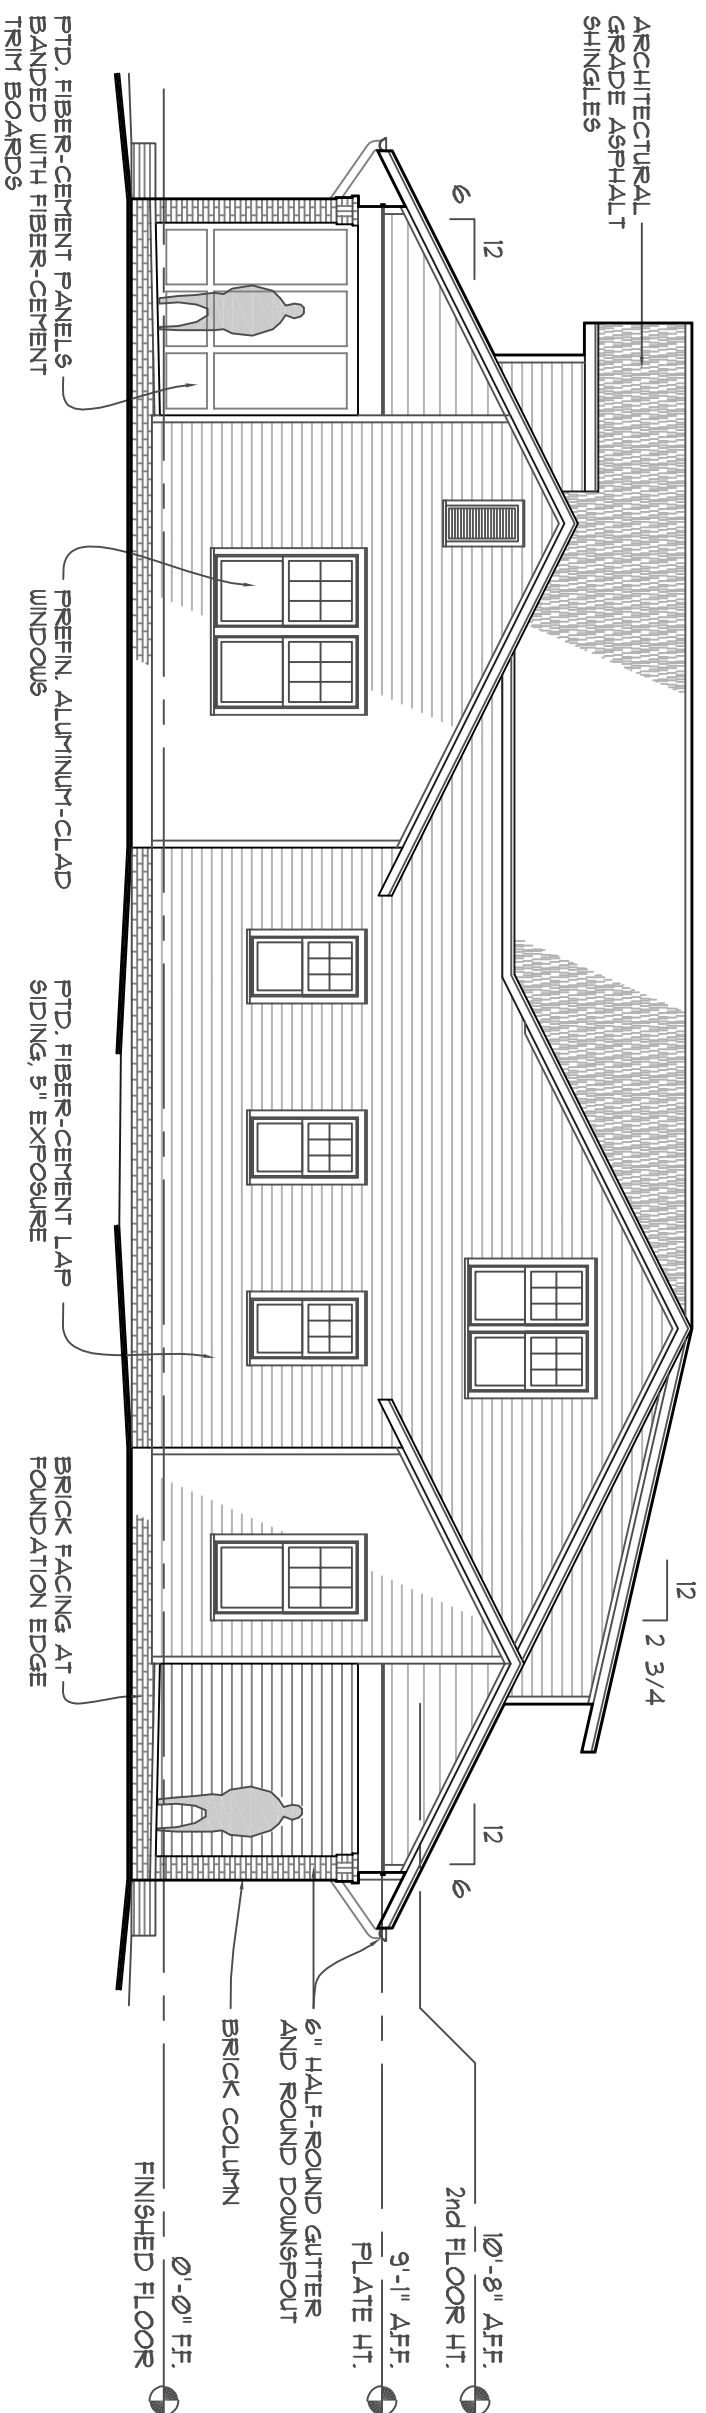 ARCHITECTURAL
GRADE ASPHALT
SHINGLES
6
12
12
2 3/4
12
6
10'-8" A.F.F.
2nd FLOOR HT.
9'-1" A.F.F.
PLATE HT.
6" HALF-ROUND GUTTER
AND ROUND DOWNSPOUT
BRICK COLUMN
0'-0" F.F.
FINISHED FLOOR
PTD. FIBER-CEMENT PANELS
BANDED WITH FIBER-CEMENT
TRIM BOARDS
PREFIN. ALUMINUM-CLAD
WINDOWS
PTD. FIBER-CEMENT LAP
SIDING, 5" EXPOSURE
BRICK FACING AT
FOUNDATION EDGE